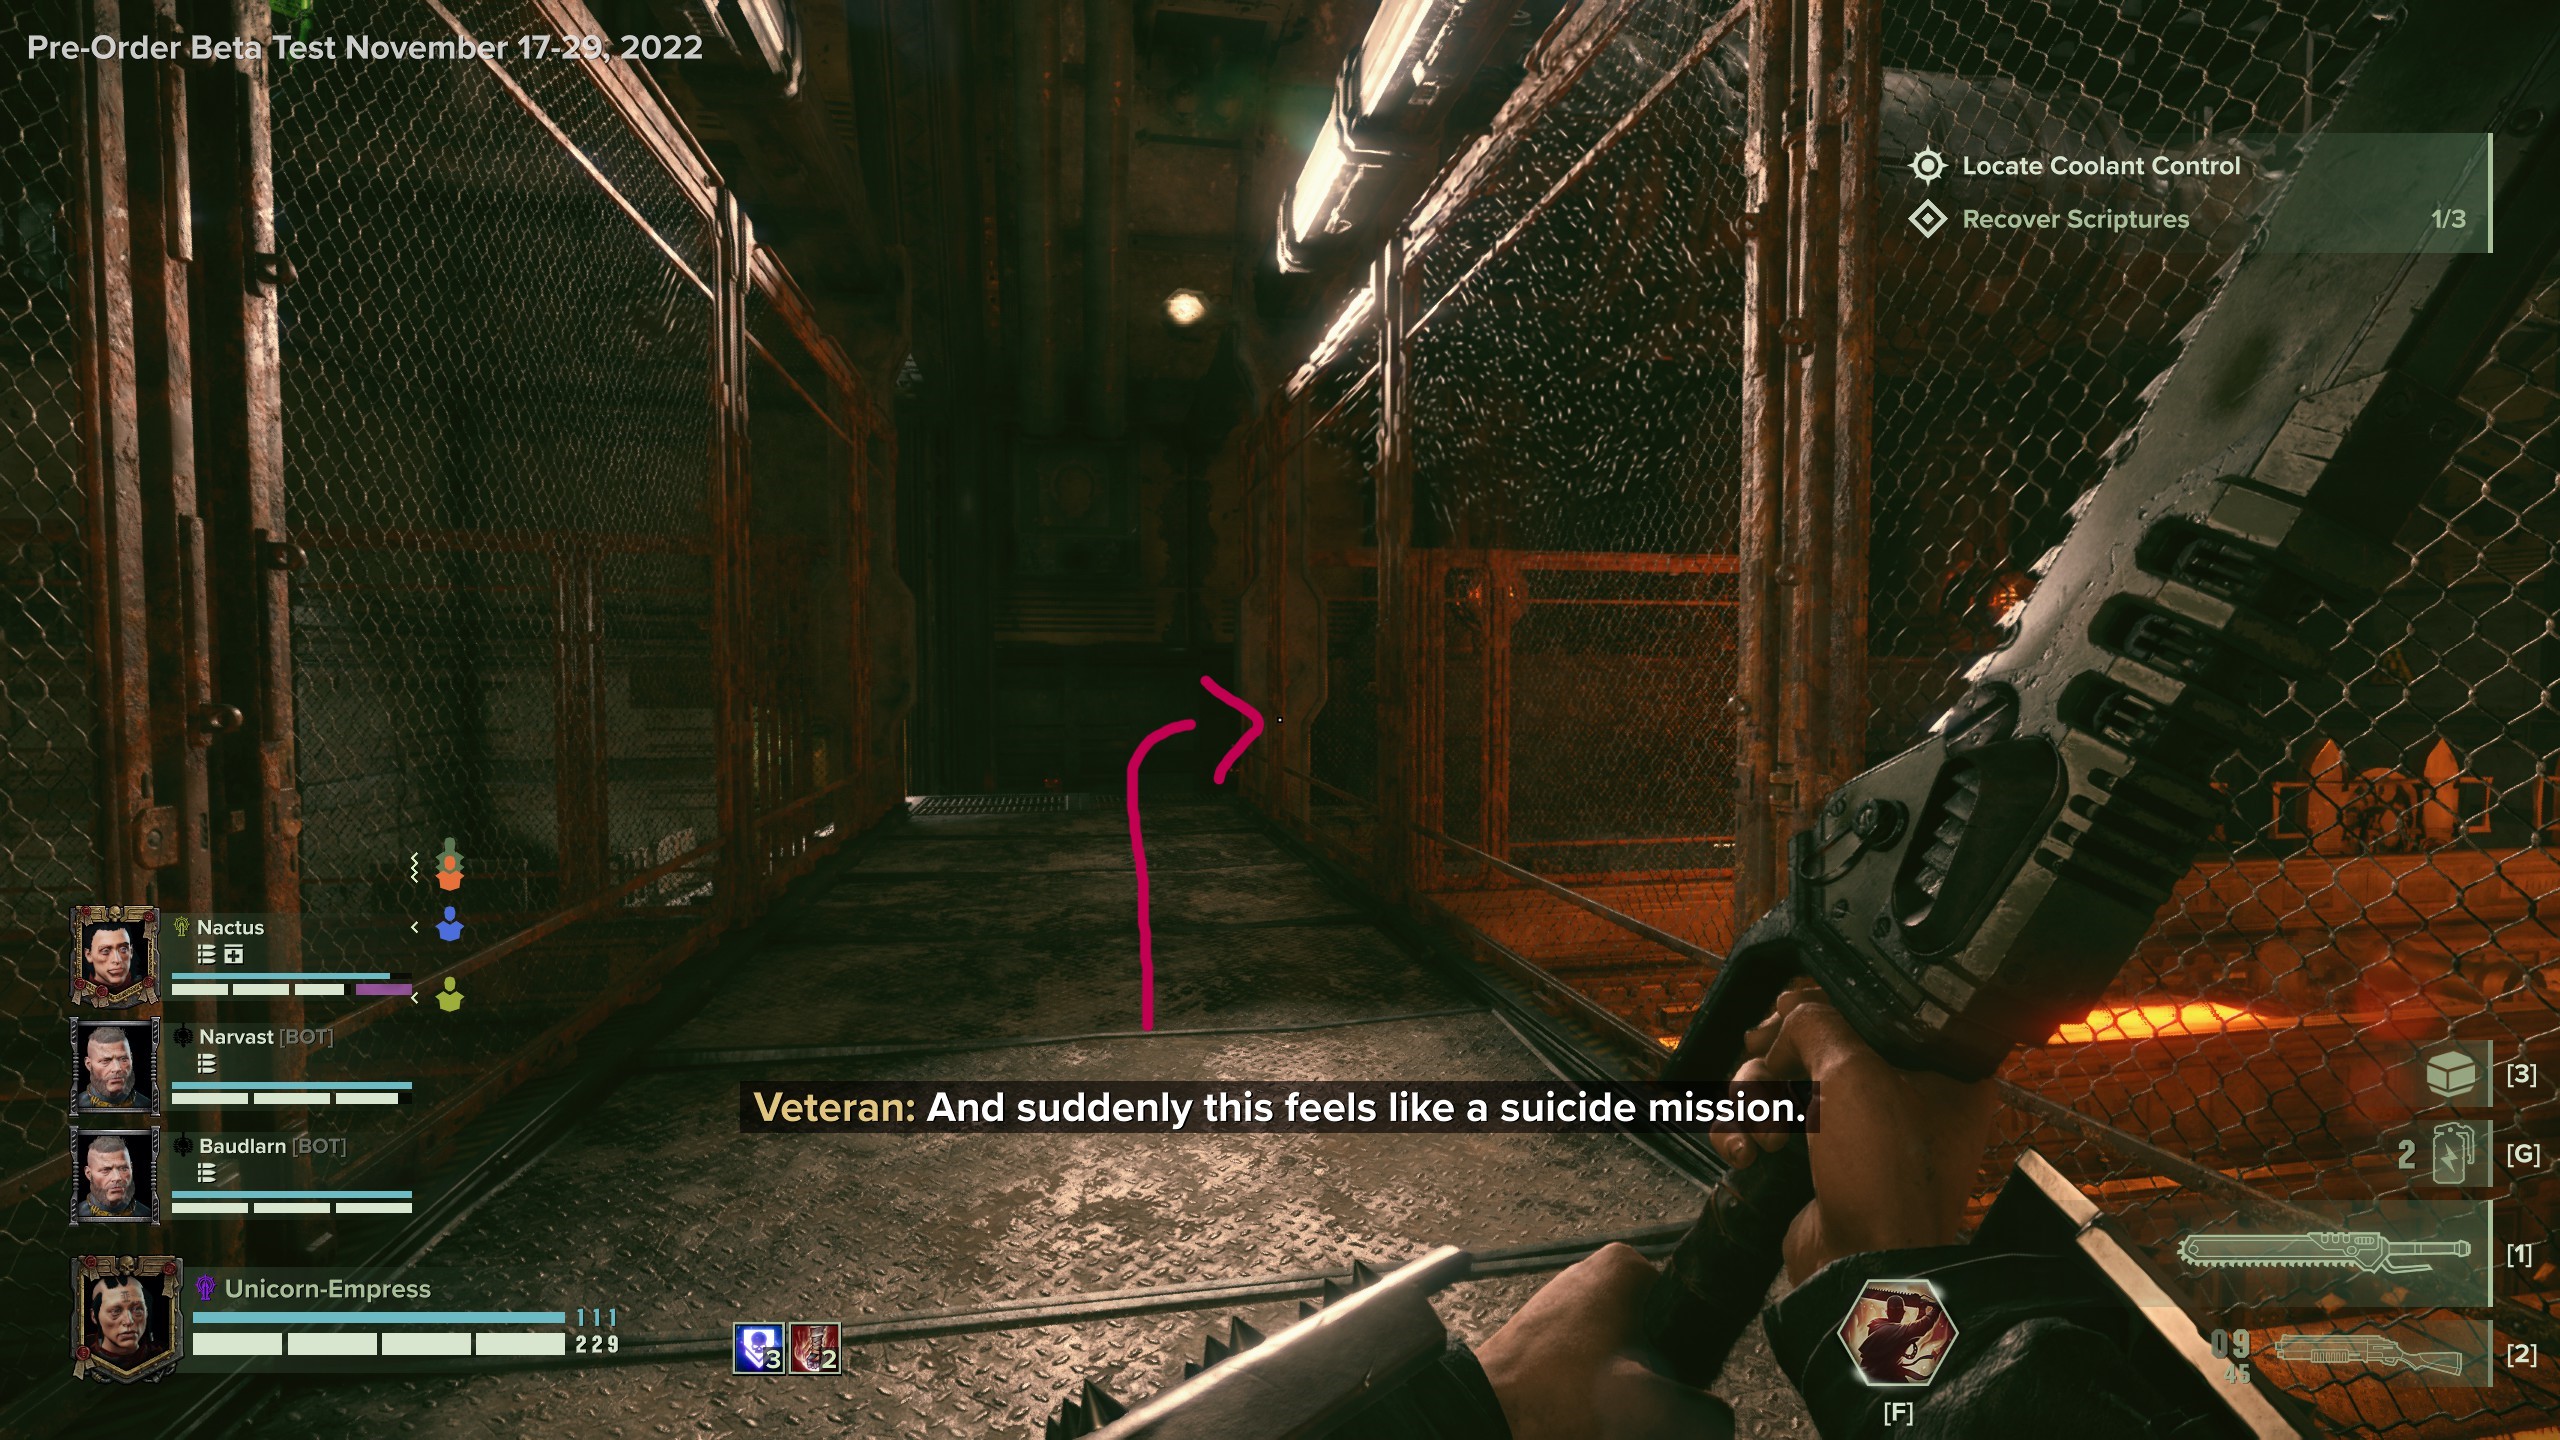 Pre-Order Beta Test November 17-29, 2022
Locate Coolant Control
Recover Scriptures 1/3
Nactus
Narvast [BOT]
Baudlarn [BOT]
Unicorn-Empress
111
229
3 2
Veteran: And suddenly this feels like a suicide mission.
[3]
2 [G]
[1]
09
45
[2]
[F]